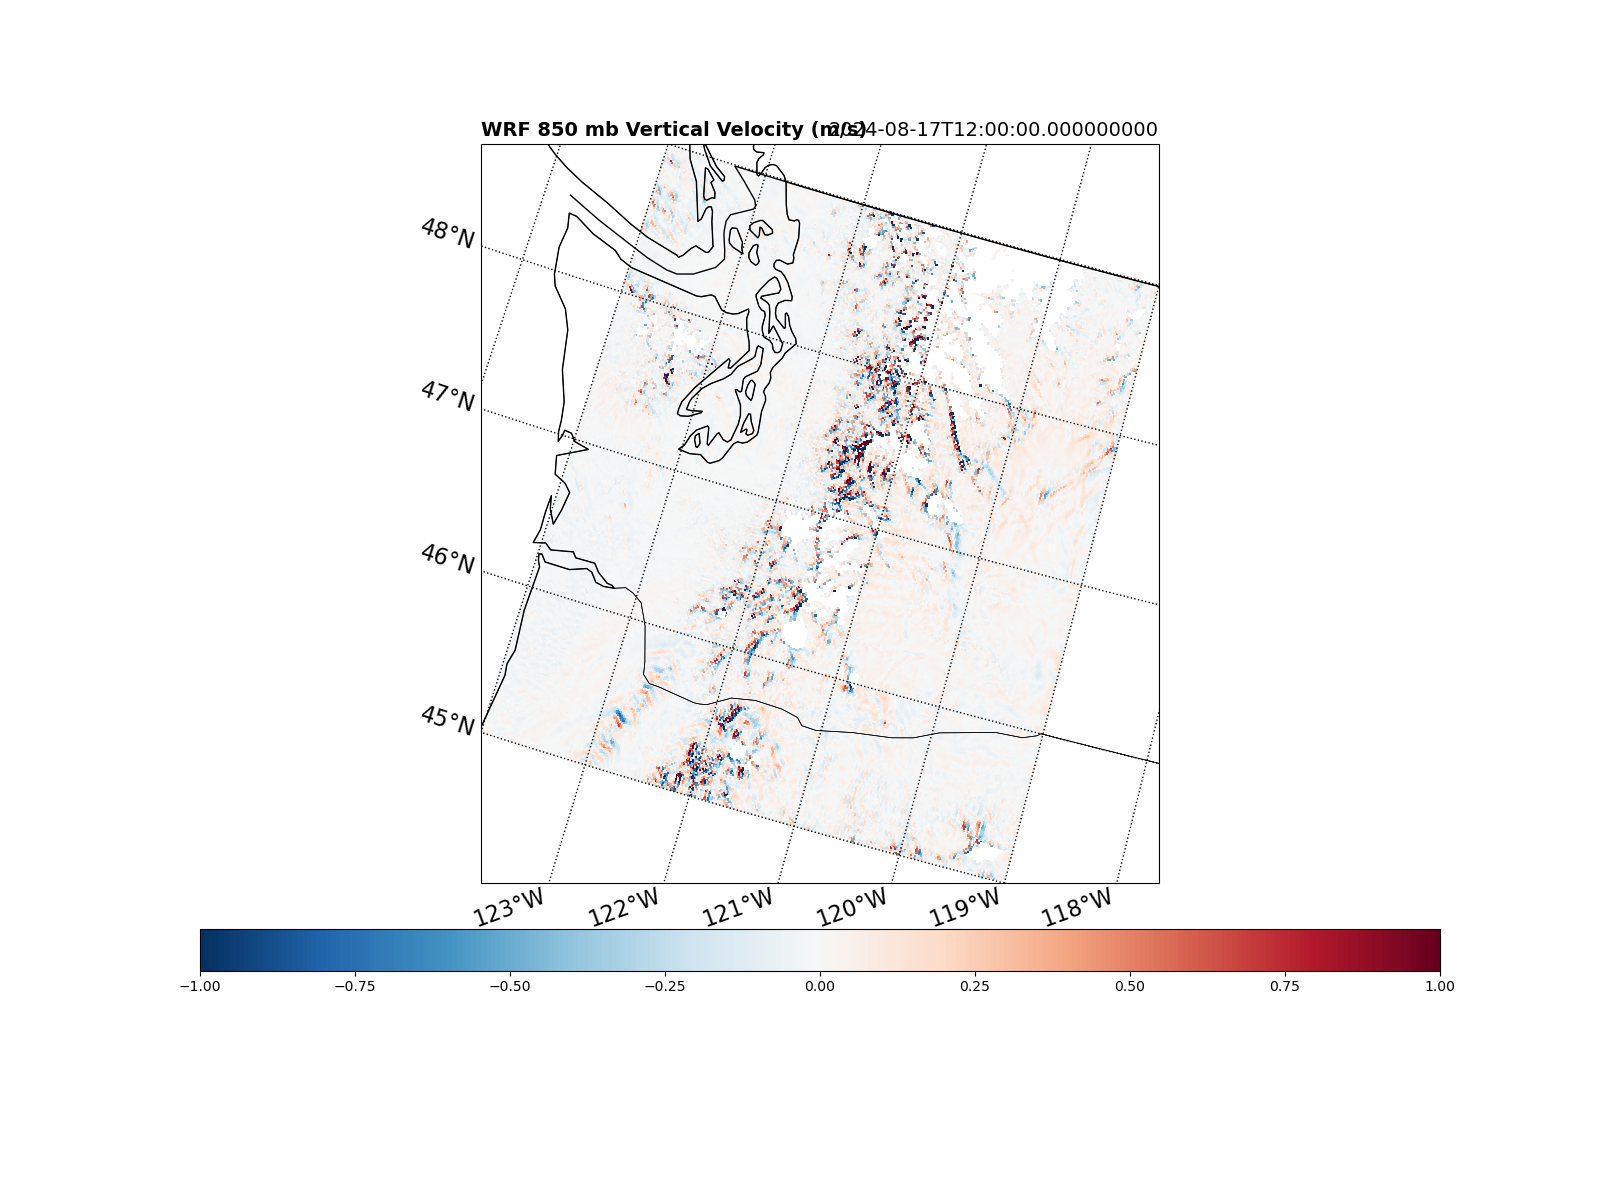 WRF 850 mb Vertical Velocity (m/s) 2024-08-17T12:00:00.000000000
48°N
47°N
46°N
45°N
123°W 122°W 121°W 120°W 119°W 118°W
−1.00 −0.75 −0.50 −0.25 0.00 0.25 0.50 0.75 1.00